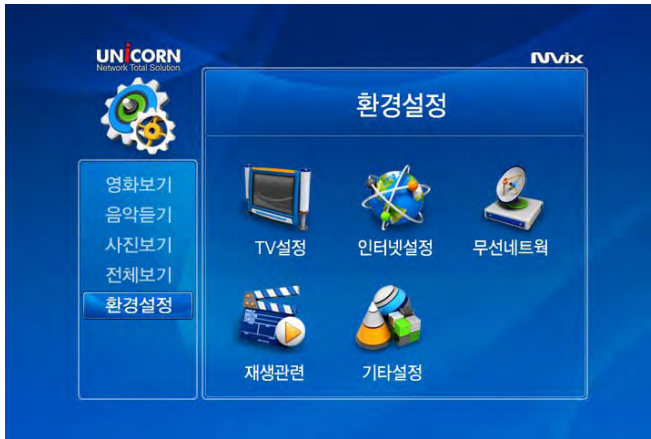 UNiCORN
Network Total Solution
Nvix
환경설정
영화보기
음악듣기
사진보기
전체보기
환경설정
TV설정
인터넷설정
무선네트웍
재생관련
기타설정